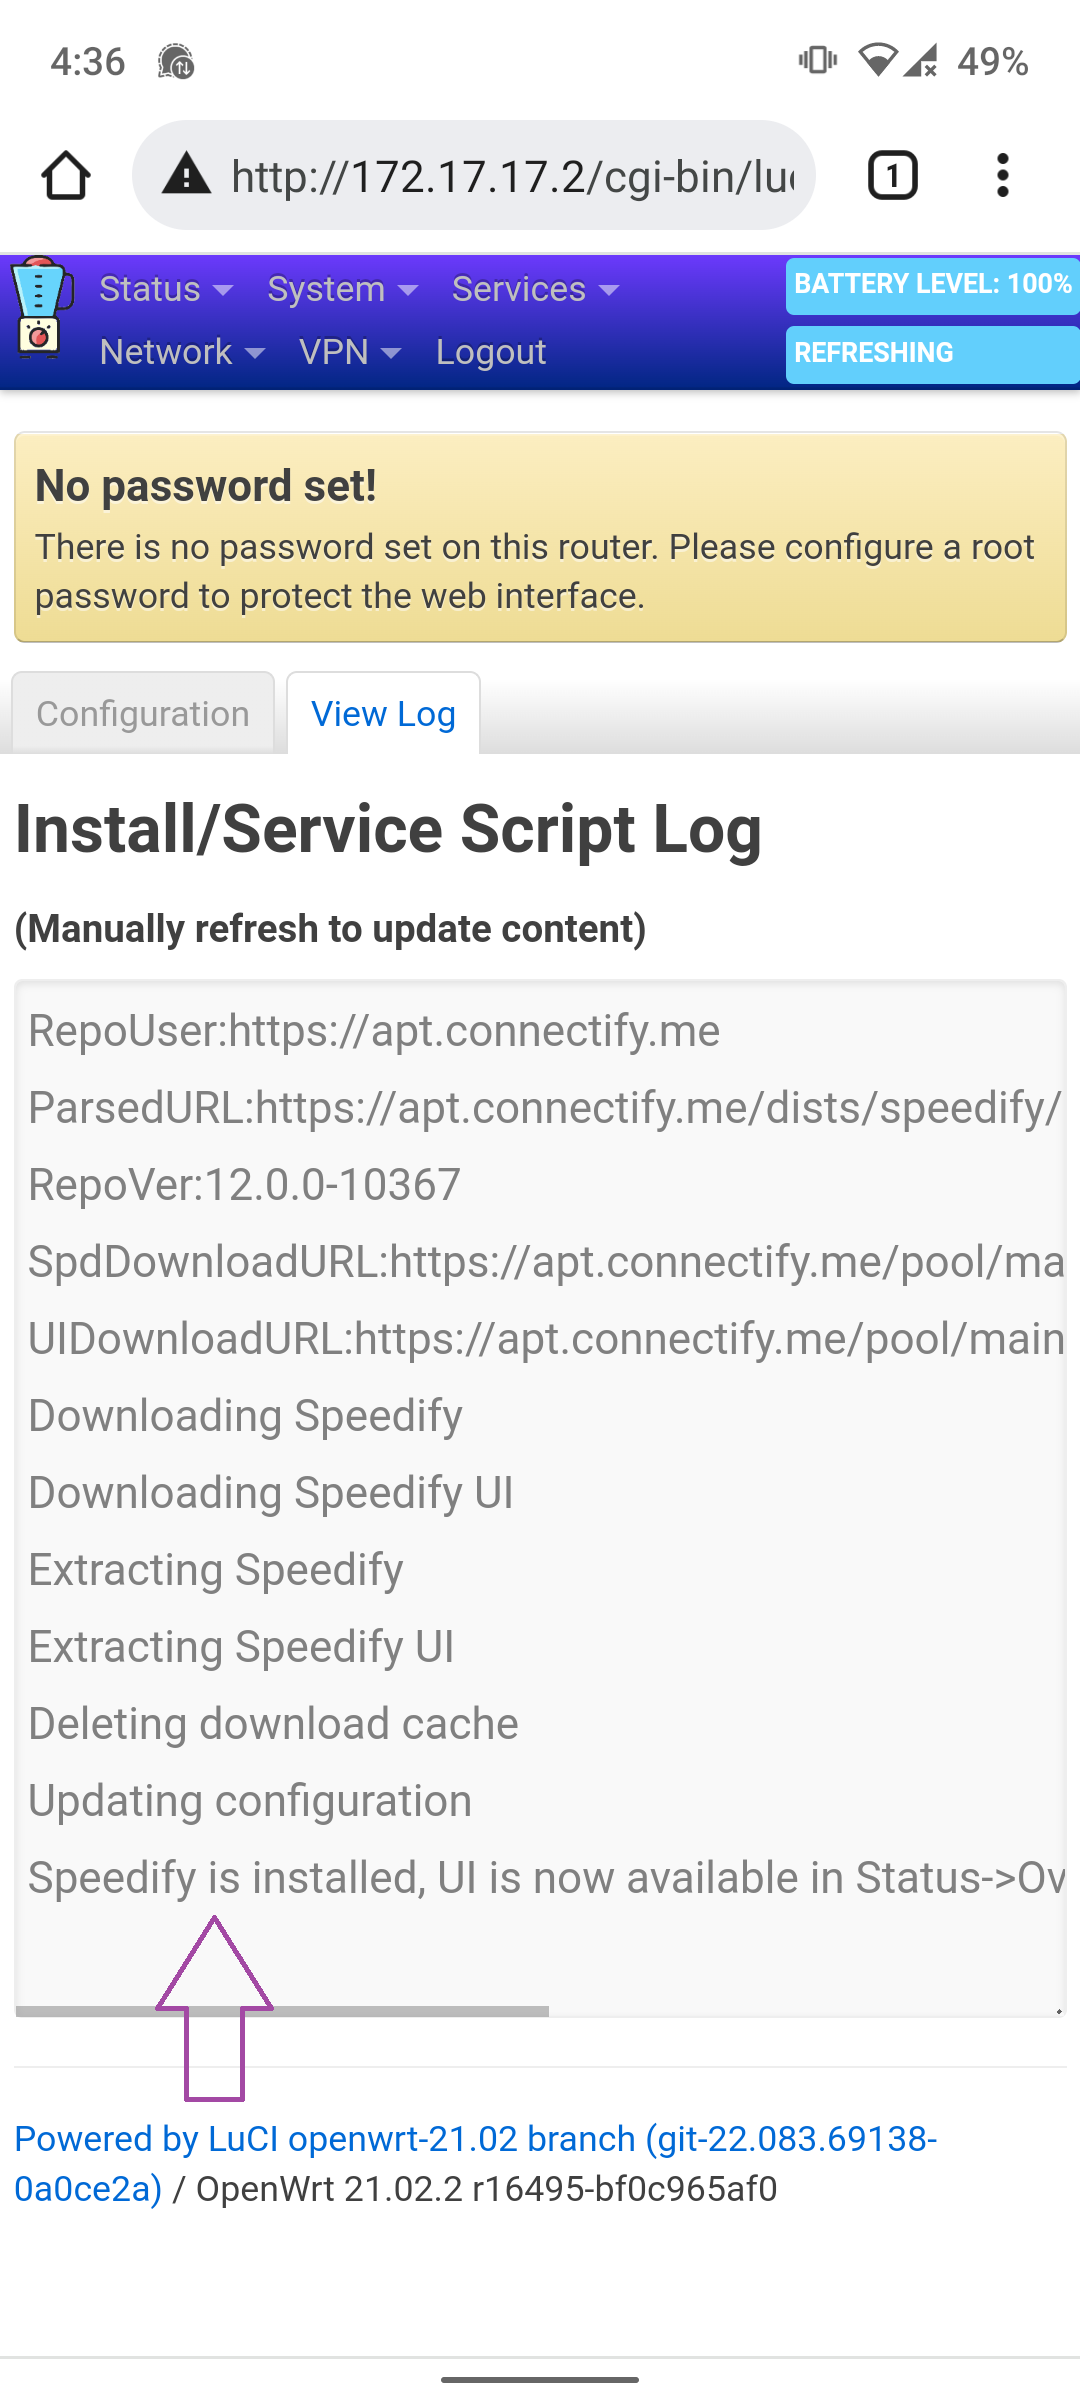 4:36
49%
http://172.17.17.2/cgi-bin/lu
1
Status
System
Services
BATTERY LEVEL: 100%
Network
VPN
Logout
REFRESHING
No password set!
There is no password set on this router. Please configure a root
password to protect the web interface.
Configuration
View Log
Install/Service Script Log
(Manually refresh to update content)
RepoUser:https://apt.connectify.me
ParsedURL:https://apt.connectify.me/dists/speedify/
RepoVer:12.0.0-10367
SpdDownloadURL:https://apt.connectify.me/pool/ma
UIDownloadURL:https://apt.connectify.me/pool/main
Downloading Speedify
Downloading Speedify UI
Extracting Speedify
Extracting Speedify UI
Deleting download cache
Updating configuration
Speedify is installed, UI is now available in Status->Ov
Powered by LuCI openwrt-21.02 branch (git-22.083.69138-
0a0ce2a) / OpenWrt 21.02.2 r16495-bf0c965af0